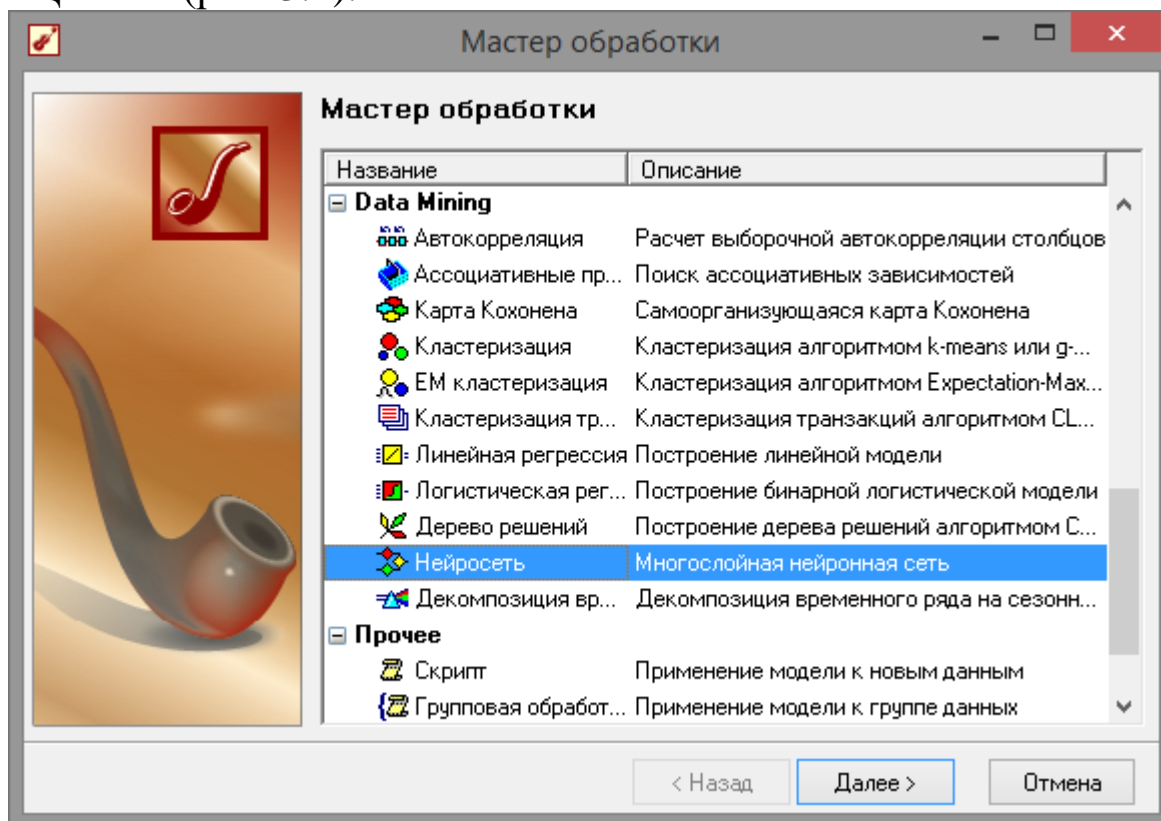 Мастер обработки
Мастер обработки
Название Описание
Data Mining
Автокорреляция Расчет выборочной автокорреляции столбцов
Ассоциативные пр... Поиск ассоциативных зависимостей
Карта Кохонена Самоорганизующаяся карта Кохонена
Кластеризация Кластеризация алгоритмом k-means или g-...
EM кластеризация Кластеризация алгоритмом Expectation-Max...
Кластеризация тр... Кластеризация транзакций алгоритмом CL...
Линейная регрессия Построение линейной модели
Логистическая рег... Построение бинарной логистической модели
Дерево решений Построение дерева решений алгоритмом C...
Нейросеть Многослойная нейронная сеть
Декомпозиция вр... Декомпозиция временного ряда на сезонн...
Прочее
Скрипт Применение модели к новым данным
Групповая обработ... Применение модели к группе данных
< Назад Далее > Отмена